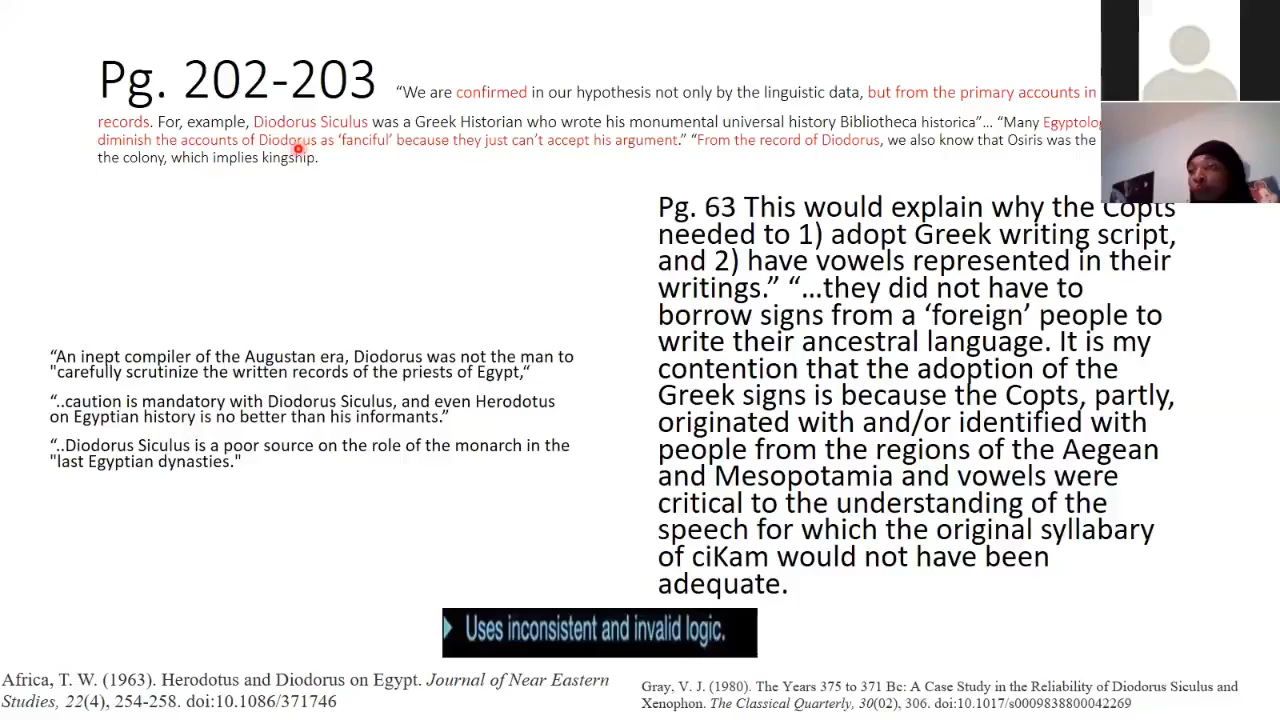 Pg. 202-203 “We are confirmed in our hypothesis not only by the linguistic data, but from the primary accounts in
records. For, example, Diodorus Siculus was a Greek Historian who wrote his monumental universal history Bibliotheca historica”… “Many
diminish the accounts of Diodorus as ‘fanciful’ because they just can’t accept his argument.” “From the record of Diodorus, we also know that Osiris was the
the colony, which implies kingship.
Pg. 63 This would explain why the Copts
needed to 1) adopt Greek writing script,
and 2) have vowels represented in their
writings.” “…they did not have to
borrow signs from a ‘foreign’ people to
write their ancestral language. It is my
contention that the adoption of the
Greek signs is because the Copts, partly,
originated with and/or identified with
people from the regions of the Aegean
and Mesopotamia and vowels were
critical to the understanding of the
speech for which the original syllabary
of ciKam would not have been
adequate.
“An inept compiler of the Augustan era, Diodorus was not the man to
"carefully scrutinize the written records of the priests of Egypt,“
“..caution is mandatory with Diodorus Siculus, and even Herodotus
on Egyptian history is no better than his informants.”
“..Diodorus Siculus is a poor source on the role of the monarch in the
"last Egyptian dynasties."
Uses inconsistent and invalid logic.
Africa, T. W. (1963). Herodotus and Diodorus on Egypt. Journal of Near Eastern
Studies, 22(4), 254-258. doi:10.1086/371746
Gray, V. J. (1980). The Years 375 to 371 Bc: A Case Study in the Reliability of Diodorus Siculus and
Xenophon. The Classical Quarterly, 30(02), 306. doi:10.1017/s0009838800042269